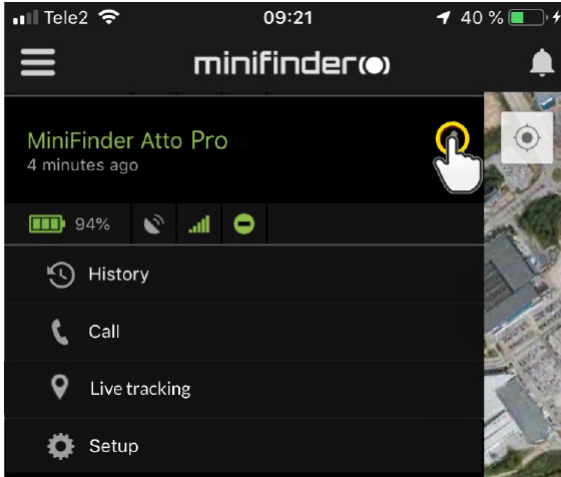 Tele2 09:21 40 %
minifinder
MiniFinder Atto Pro
4 minutes ago
94%
History
Call
Live tracking
Setup